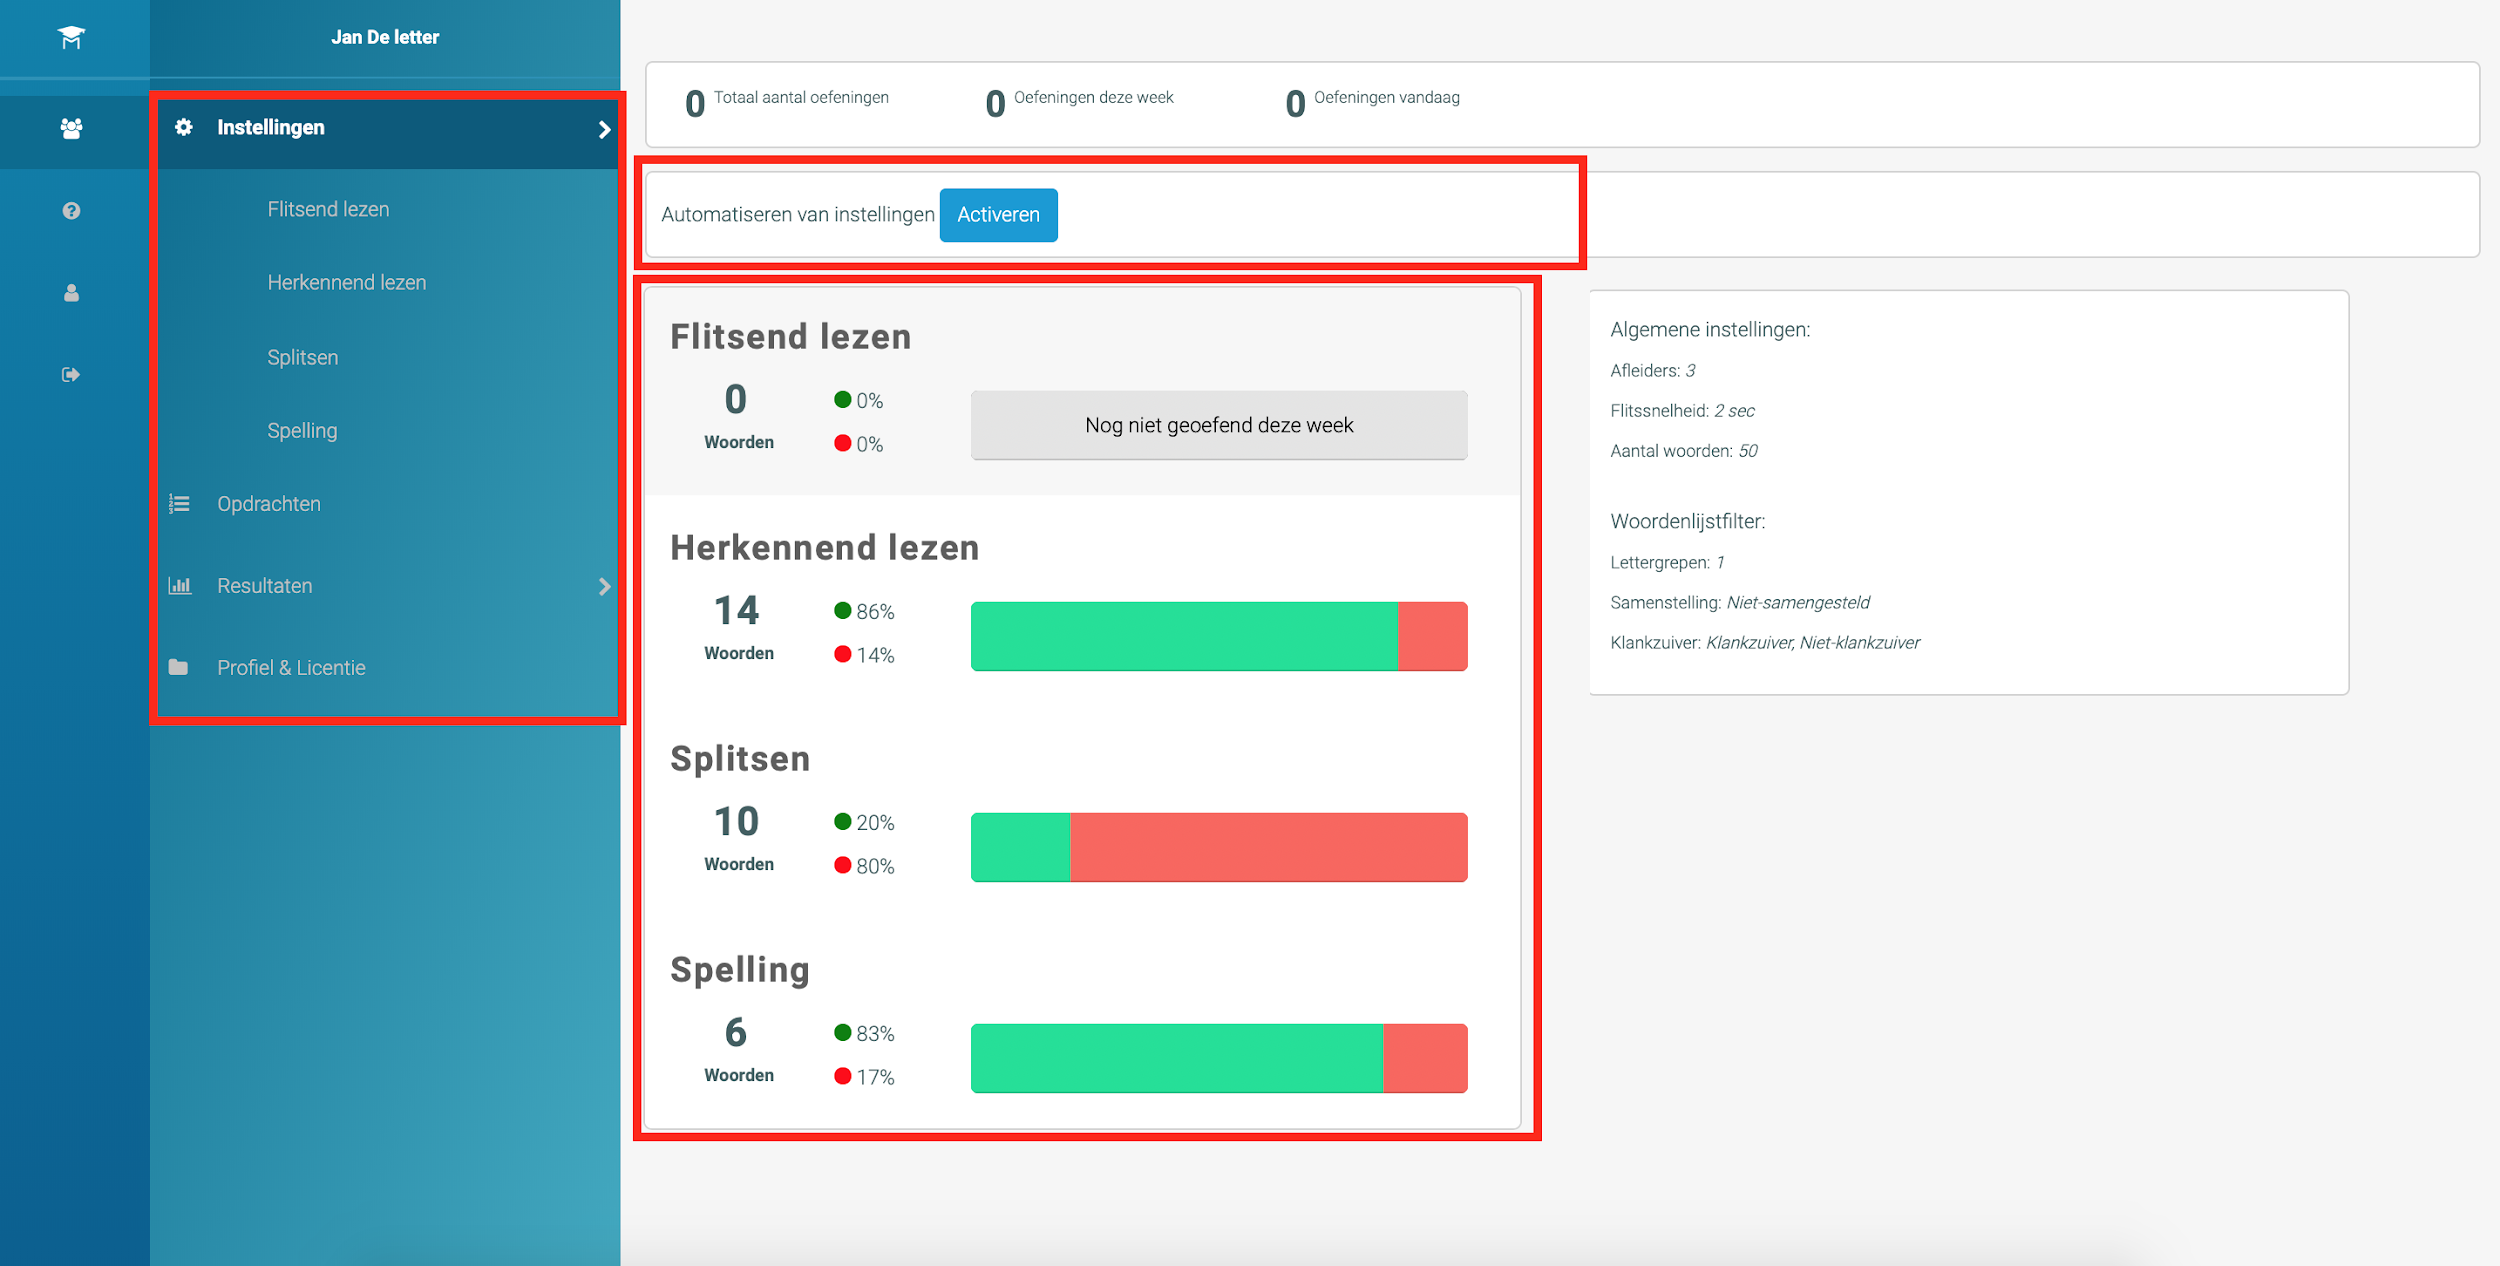 Jan De letter
Instellingen
Flitsend lezen
Herkennend lezen
Splitsen
Spelling
Opdrachten
Resultaten
Profiel & Licentie
0 Totaal aantal oefeningen
0 Oefeningen deze week
0 Oefeningen vandaag
Automatiseren van instellingen Activeren
Flitsend lezen
0 Woorden
0%
0%
Nog niet geoefend deze week
Herkennend lezen
14 Woorden
86%
14%
Splitsen
10 Woorden
20%
80%
Spelling
6 Woorden
83%
17%
Algemene instellingen:
Afleiders: 3
Flitssnelheid: 2 sec
Aantal woorden: 50
Woordenlijstfilter:
Lettergrepen: 1
Samenstelling: Niet-samengesteld
Klankzuiver: Klankzuiver, Niet-klankzuiver